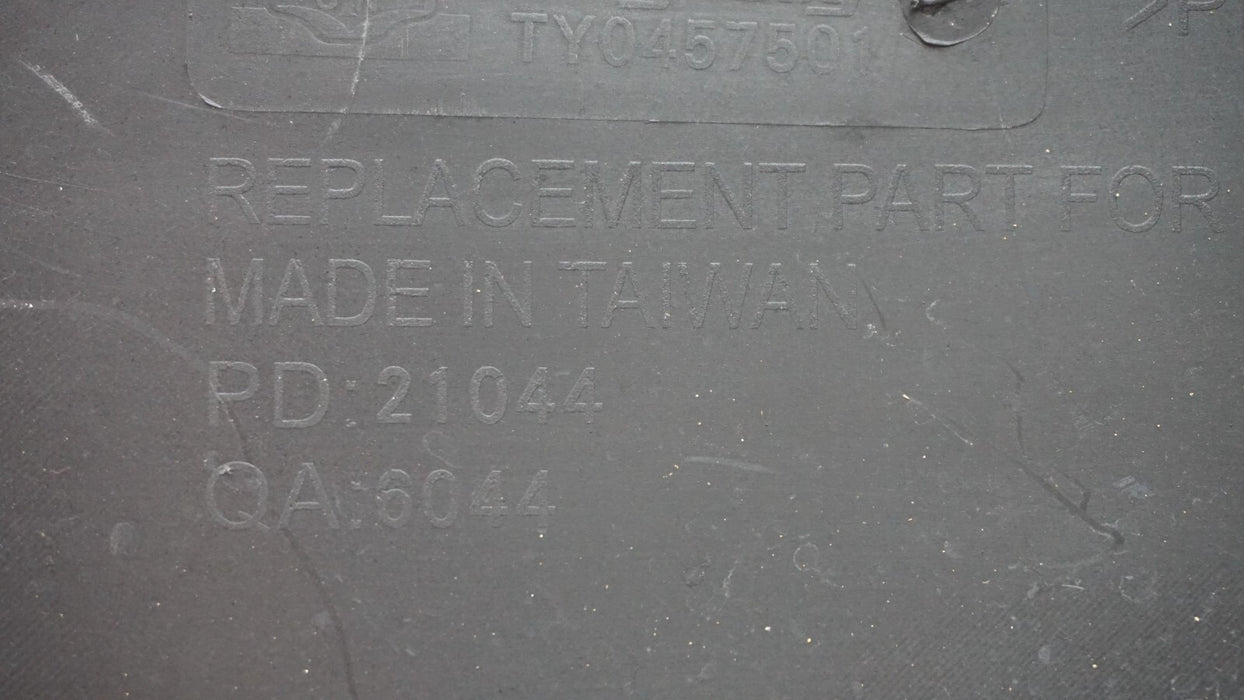 TY0457501
>P
REPLACEMENT PART FOR
MADE IN TAIWAN
PD:21044
QA:6044